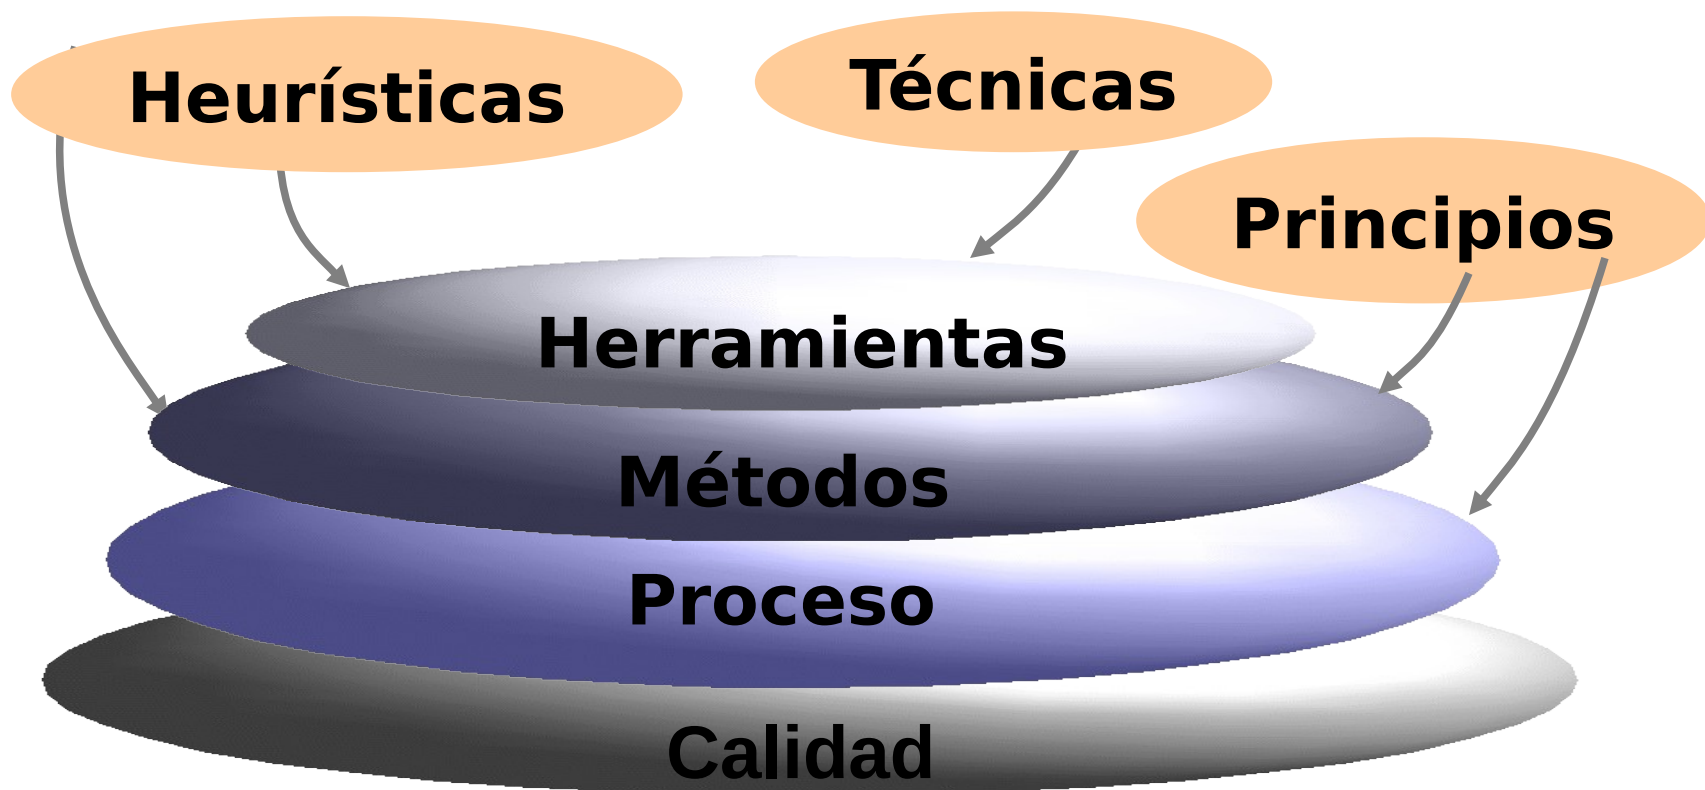 Heurísticas
Técnicas
Principios
Herramientas
Métodos
Proceso
Calidad